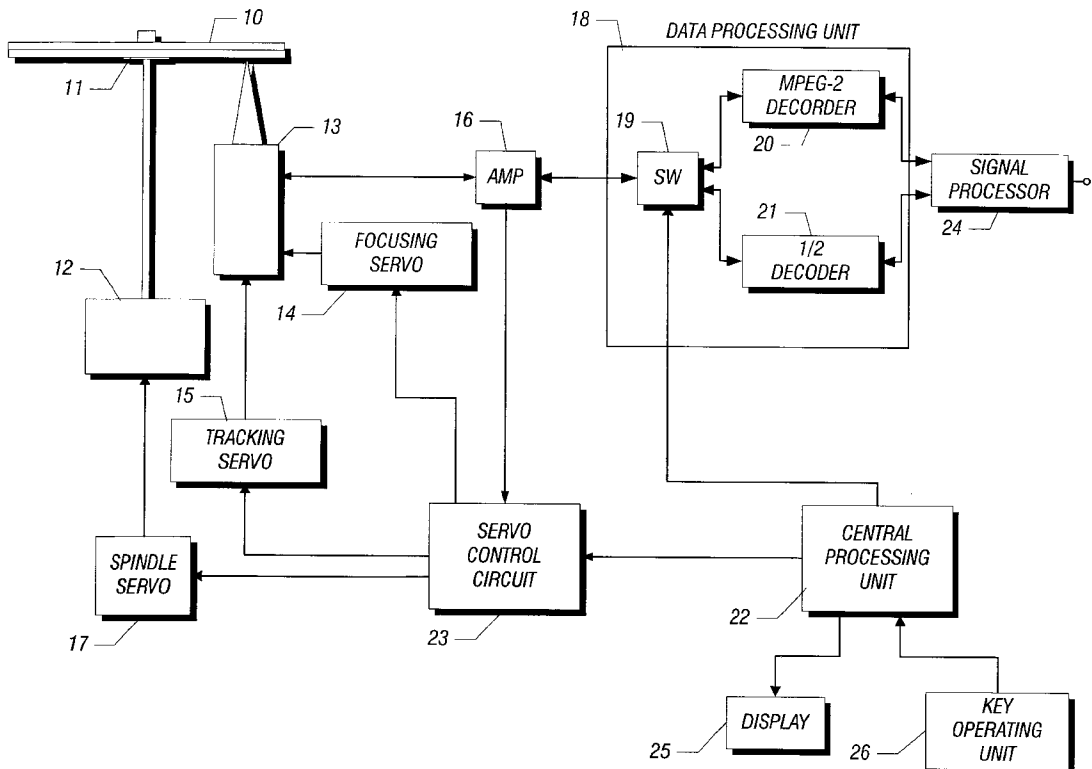 10
18
DATA PROCESSING UNIT
11
13
16
19
MPEG-2
DECORDER
20
AMP
SW
SIGNAL
PROCESSOR
24
12
FOCUSING
SERVO
14
21
1/2
DECODER
15
TRACKING
SERVO
SPINDLE
SERVO
17
SERVO
CONTROL
CIRCUIT
23
CENTRAL
PROCESSING
UNIT
22
DISPLAY
25
KEY
OPERATING
UNIT
26